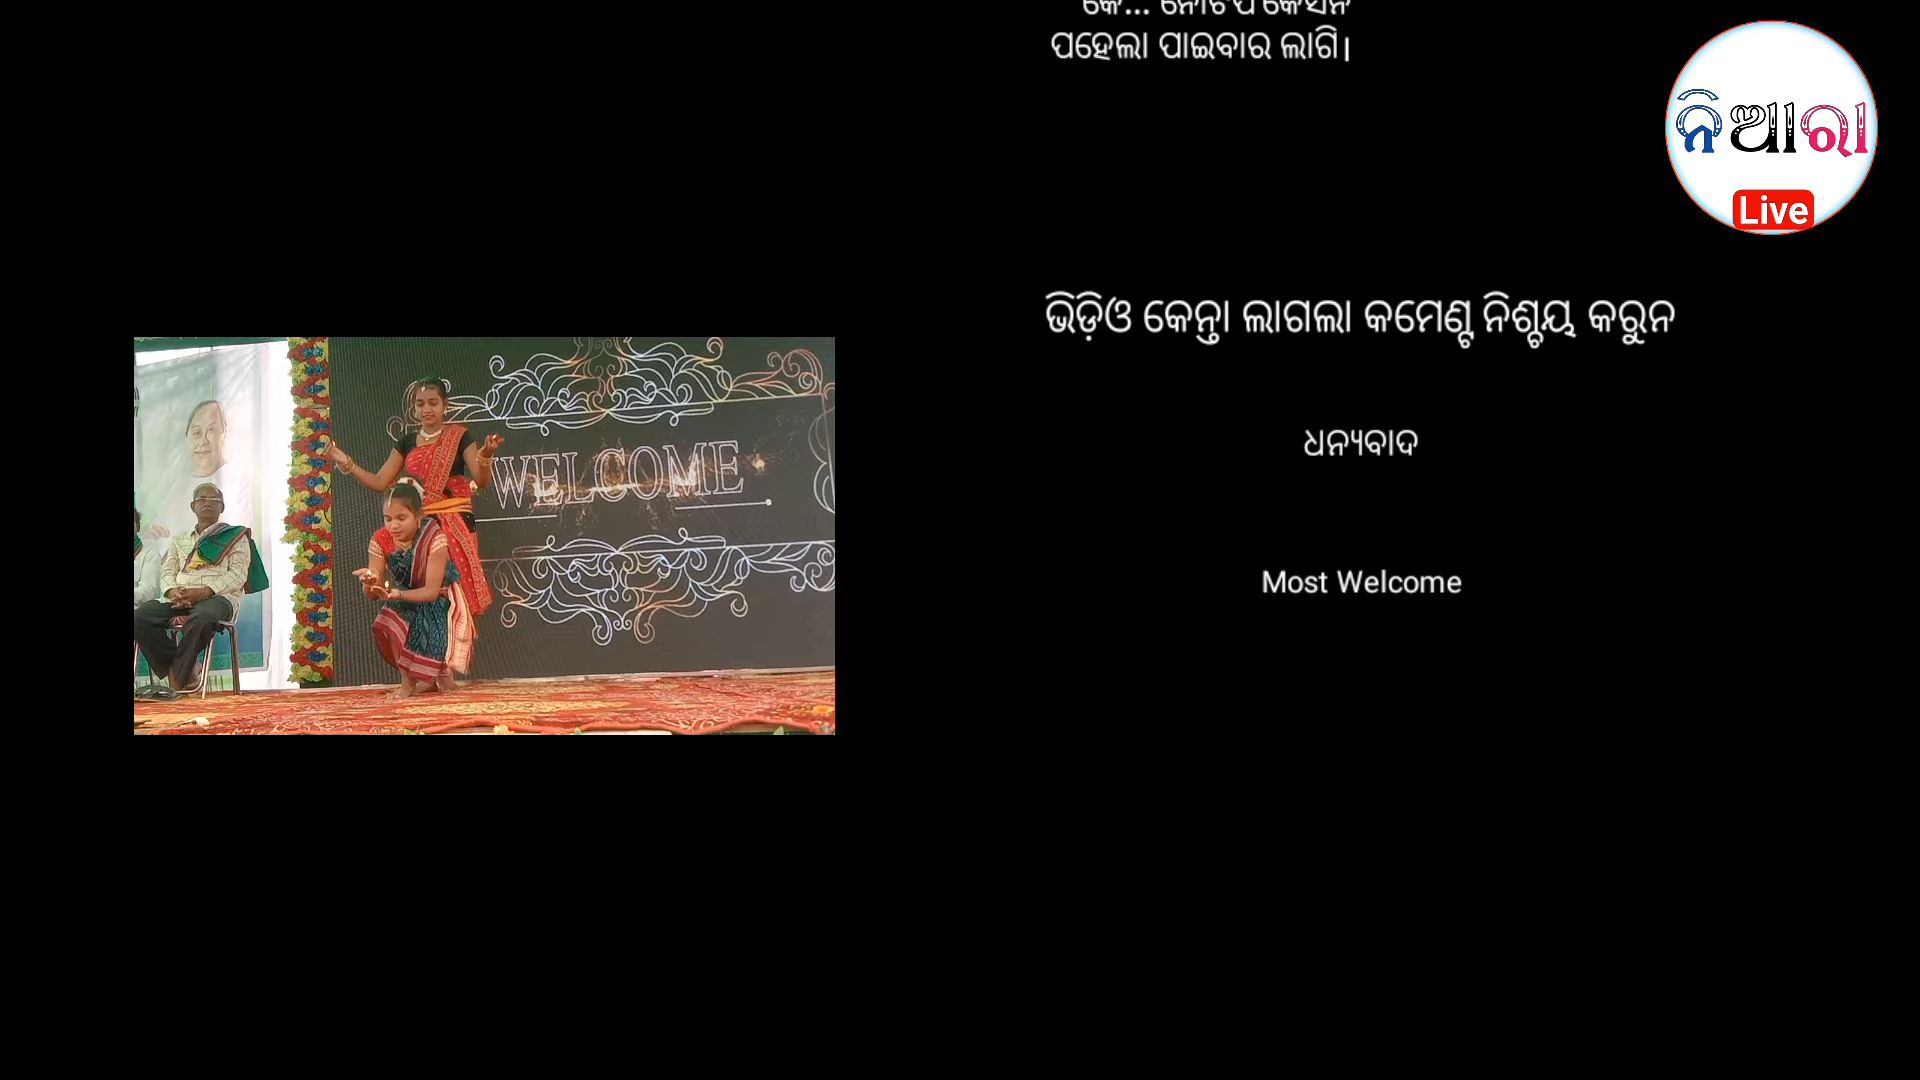 ପହେଲା ପାଇବାର ଲାଗି।
ନିଆରା
Live
ଭିଡ଼ିଓ କେନ୍ତା ଲାଗଲା କମେଣ୍ଟ ନିଶ୍ଚୟ କରୁନ
ଧନ୍ୟବାଦ
Most Welcome
WELCOME